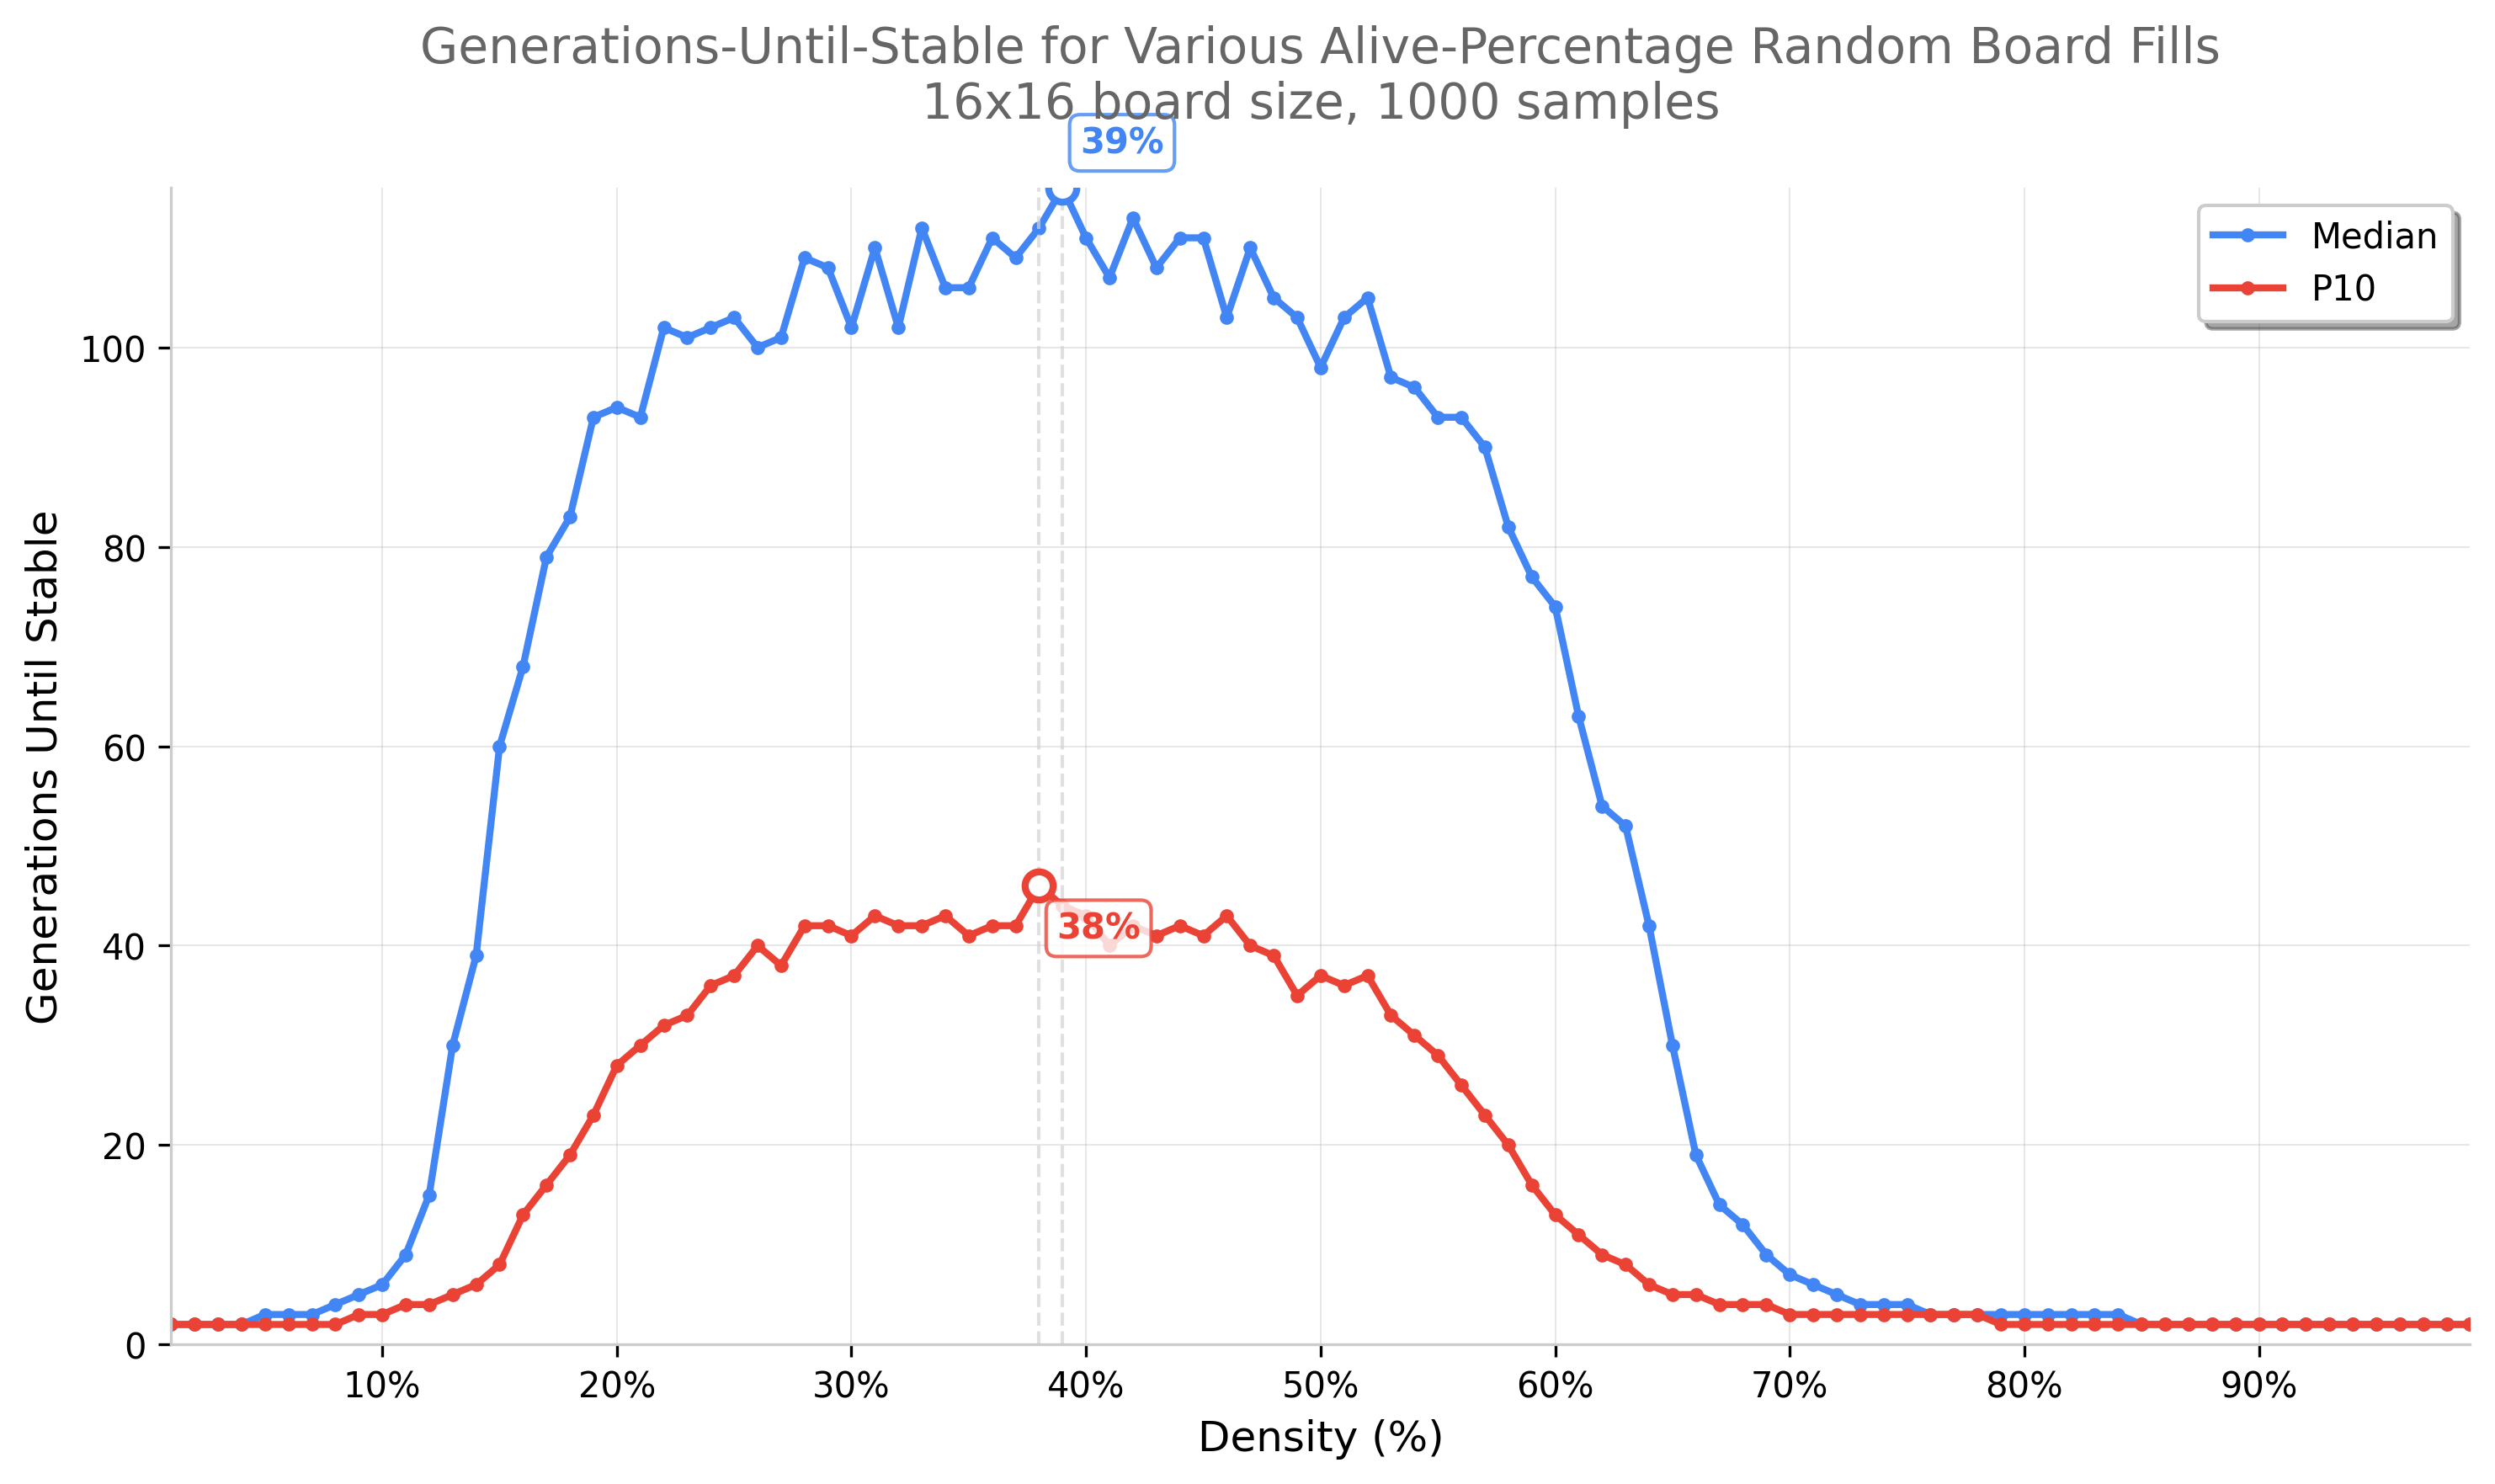 Generations-Until-Stable for Various Alive-Percentage Random Board Fills
16x16 board size, 1000 samples
39%
Median
P10
100
80
60
40
20
0
Generations Until Stable
38%
10%
20%
30%
40%
50%
60%
70%
80%
90%
Density (%)